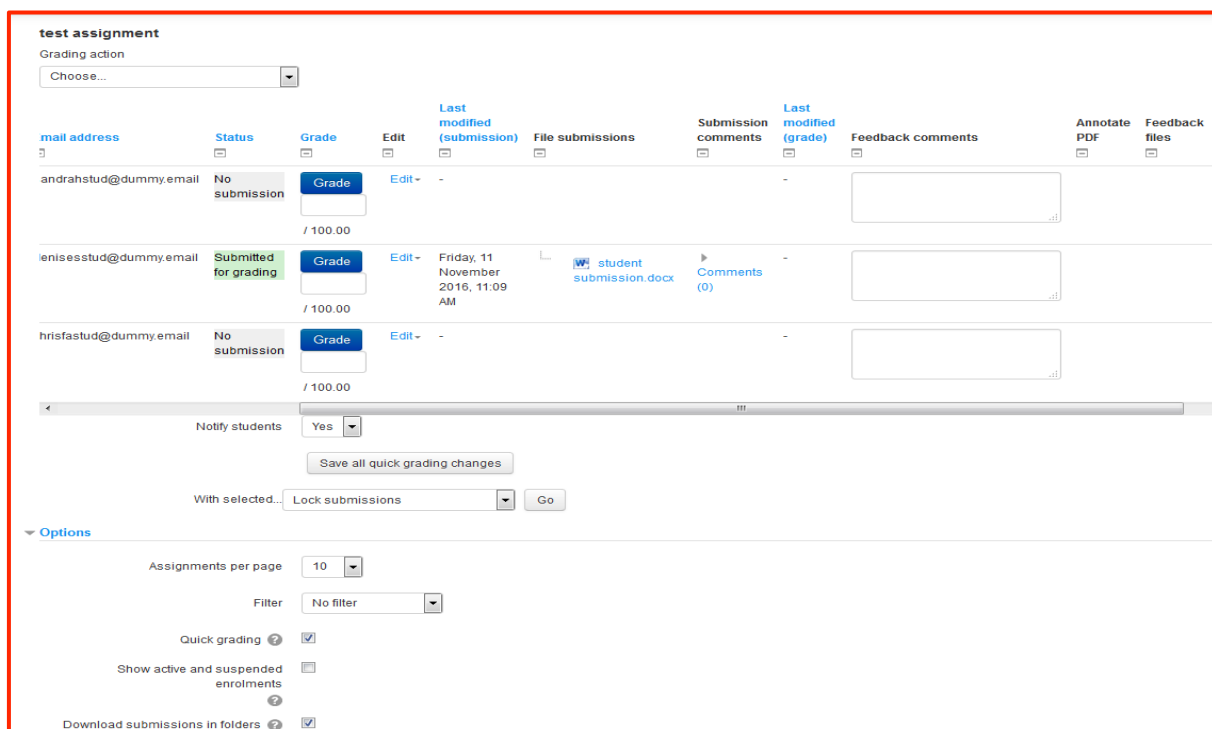 test assignment
Grading action
Choose...
Last
modified
(submission)
Submission
comments
Last
modified
(grade)
Annotate
PDF
Feedback
files
mail address Status Grade Edit File submissions Feedback comments
andrahstud@dummy.email No
submission
Grade
Edit - -
/ 100.00
enisesstud@dummy.email Submitted
for grading
Grade
Edit Friday, 11
November
2016, 11:09
AM
student
submission.docx
Comments
(0)
-
/ 100.00
hrisfastud@dummy.email No
submission
Grade
Edit - -
/ 100.00
Notify students Yes
Save all quick grading changes
With selected... Lock submissions Go
Options
Assignments per page 10
Filter No filter
Quick grading ?
Show active and suspended
enrolments
?
Download submissions in folders ?